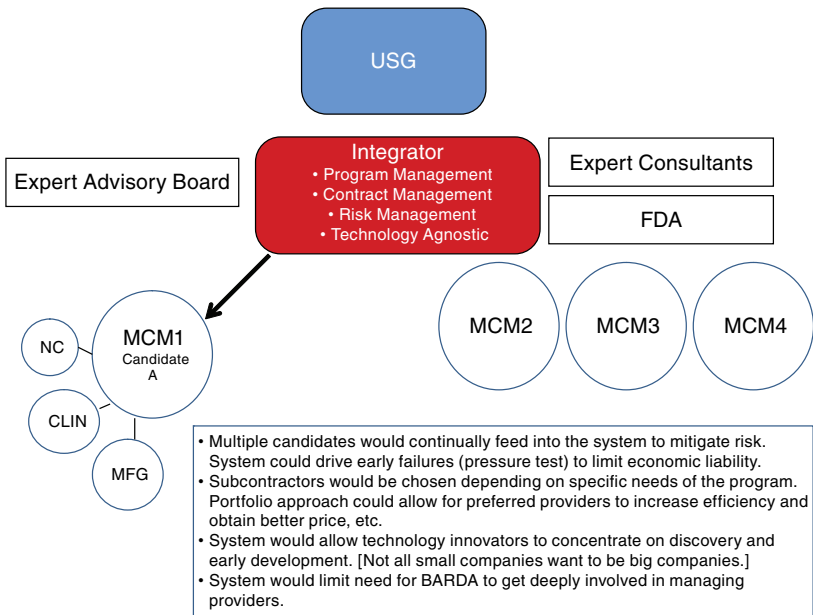 USG
Integrator
• Program Management
• Contract Management
• Risk Management
• Technology Agnostic
Expert Advisory Board
Expert Consultants
FDA
MCM1
Candidate
A
NC
CLIN
MFG
MCM2
MCM3
MCM4
• Multiple candidates would continually feed into the system to mitigate risk.
System could drive early failures (pressure test) to limit economic liability.
• Subcontractors would be chosen depending on specific needs of the program.
Portfolio approach could allow for preferred providers to increase efficiency and
obtain better price, etc.
• System would allow technology innovators to concentrate on discovery and
early development. [Not all small companies want to be big companies.]
• System would limit need for BARDA to get deeply involved in managing
providers.